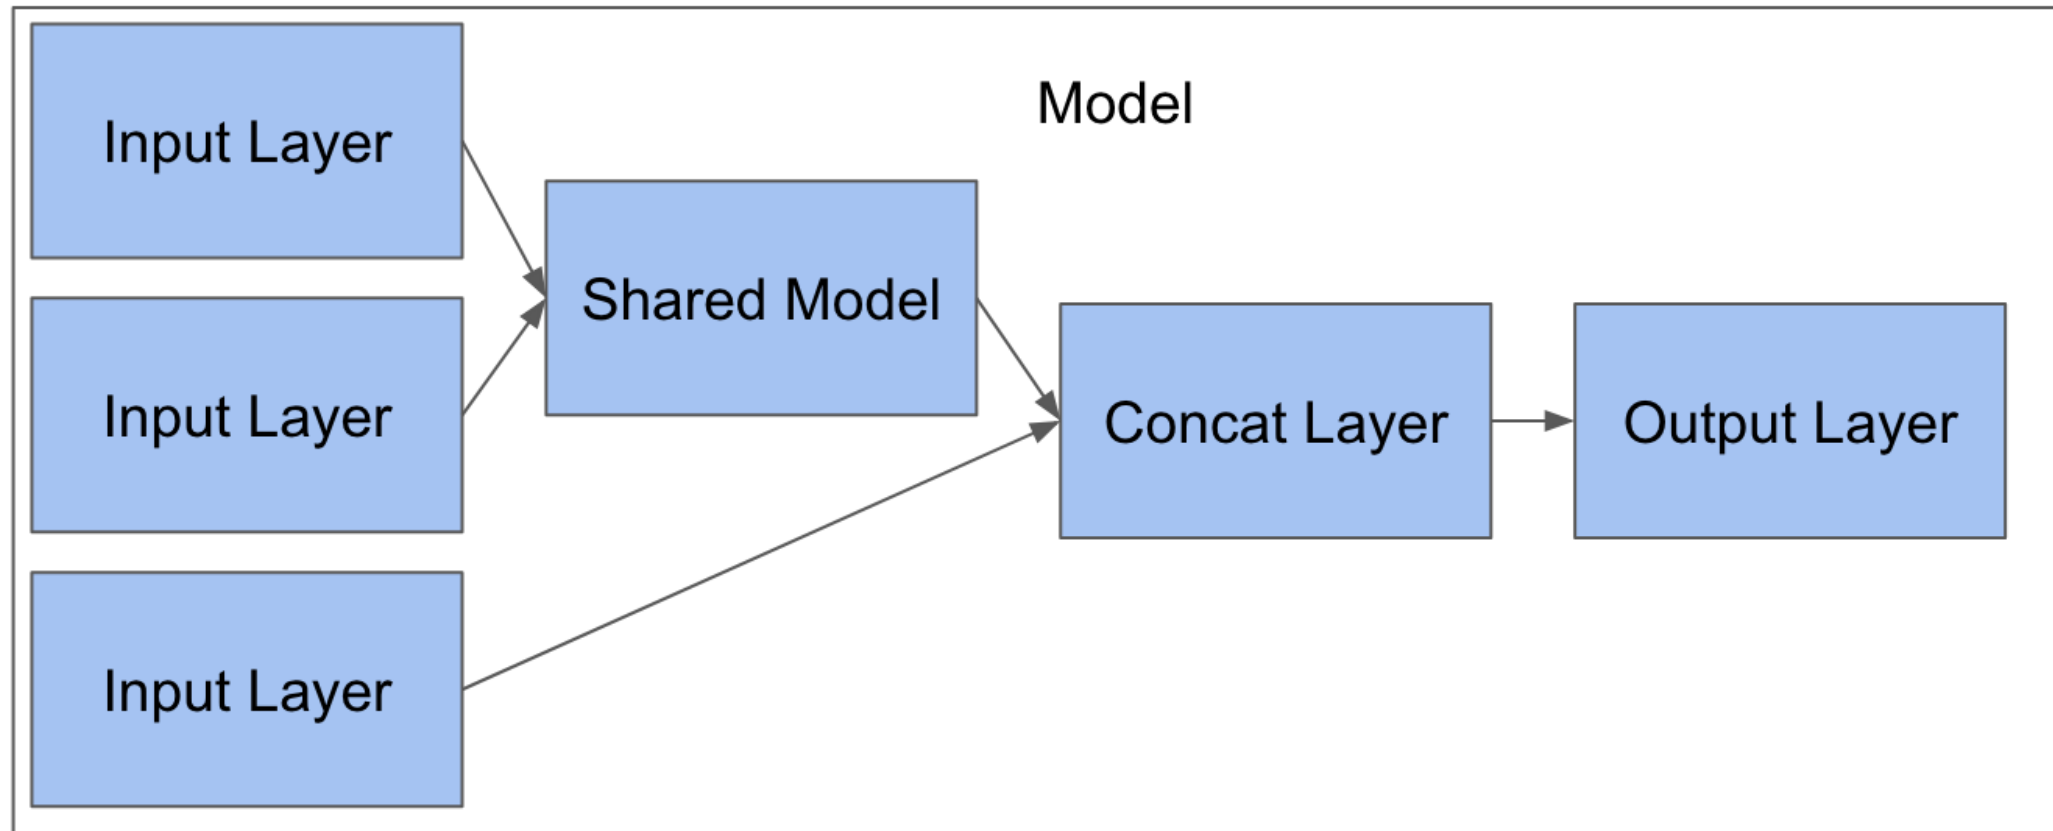 Model
Input Layer
Input Layer
Input Layer
Shared Model
Concat Layer
Output Layer